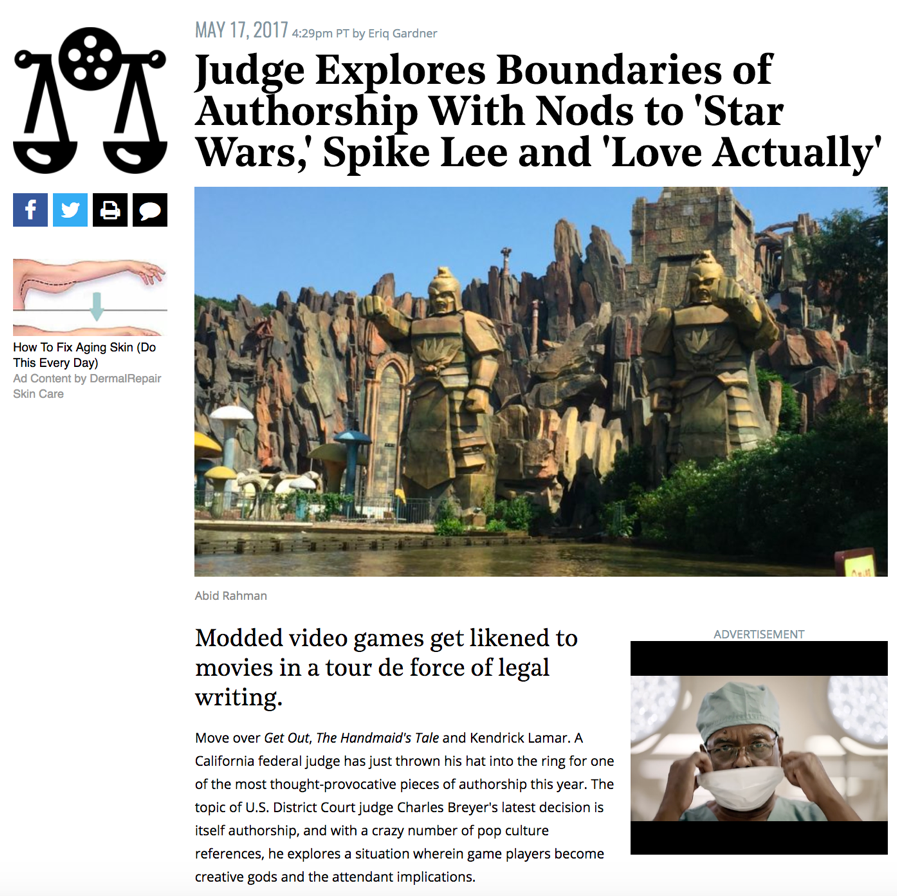 MAY 17, 2017 4:29pm PT by Eriq Gardner
Judge Explores Boundaries of
Authorship With Nods to 'Star
Wars,' Spike Lee and 'Love Actually'
How To Fix Aging Skin (Do
This Every Day)
Ad Content by DermalRepair
Skin Care
Abid Rahman
Modded video games get likened to
movies in a tour de force of legal
writing.
Move over Get Out, The Handmaid's Tale and Kendrick Lamar. A
California federal judge has just thrown his hat into the ring for one
of the most thought-provocative pieces of authorship this year. The
topic of U.S. District Court judge Charles Breyer's latest decision is
itself authorship, and with a crazy number of pop culture
references, he explores a situation wherein game players become
creative gods and the attendant implications.
ADVERTISEMENT